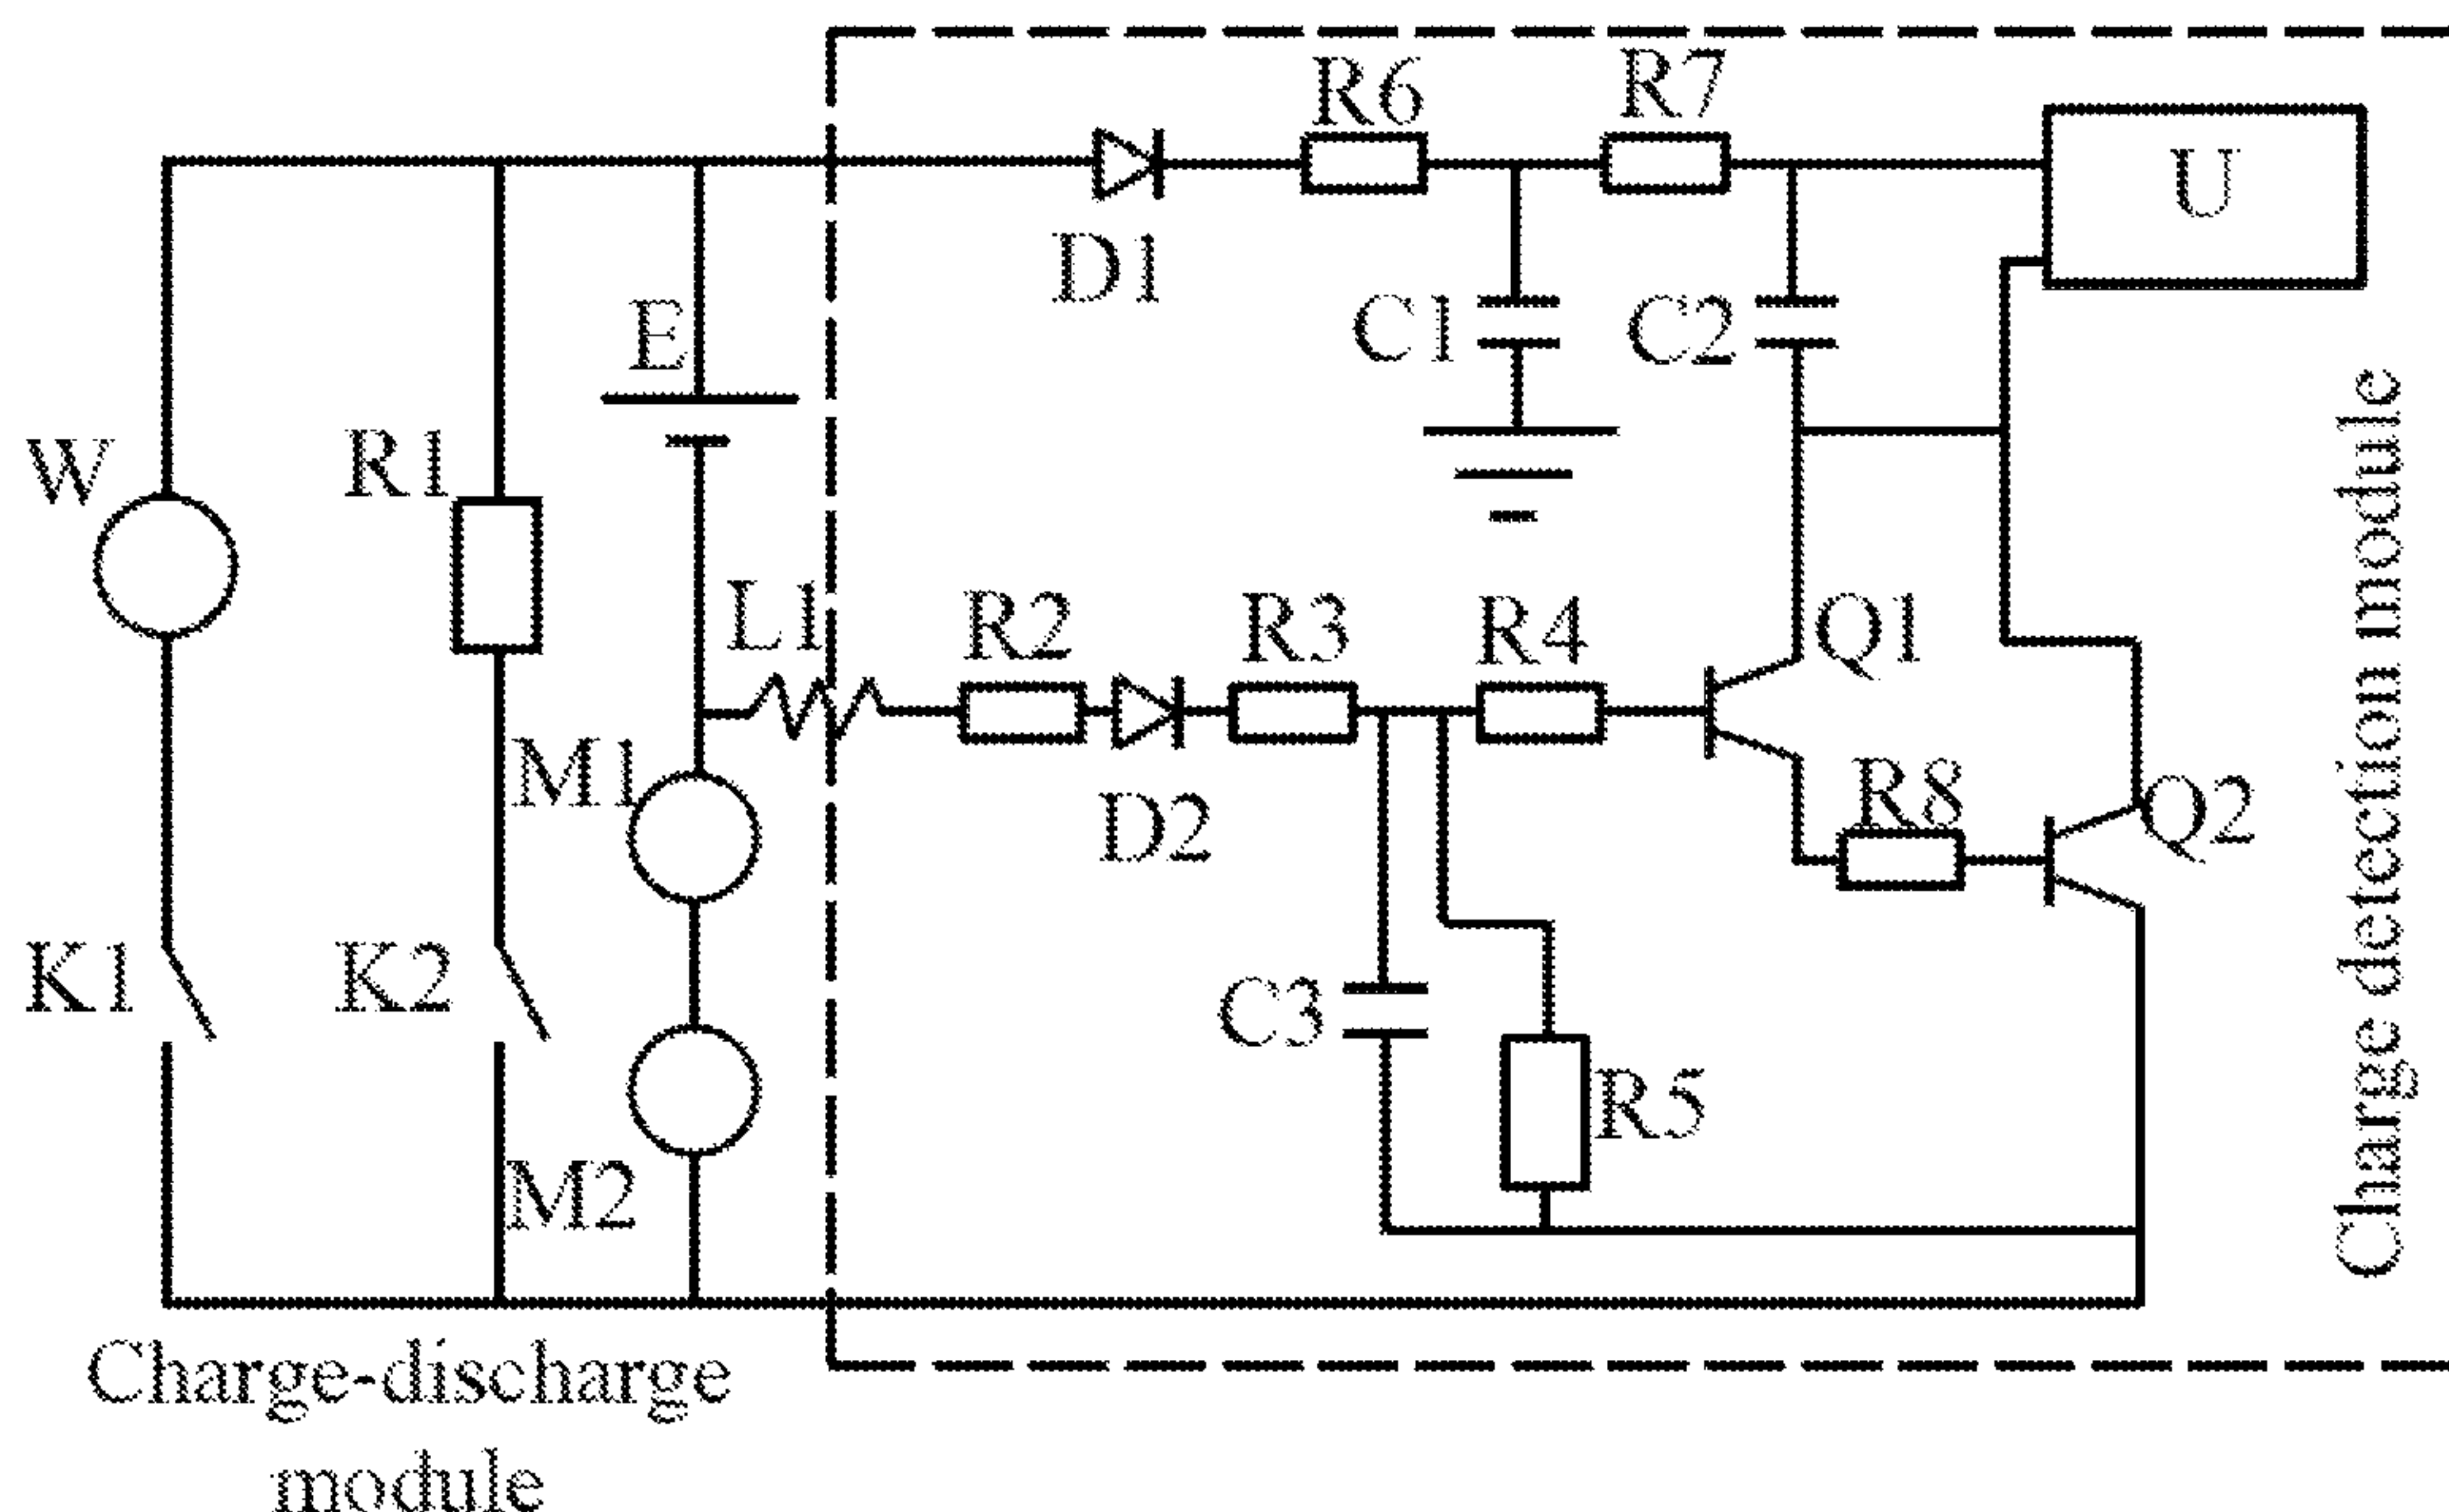 R6
R7
U
D1
E
C1
C2
W
R1
L1
R2
R3
R4
Q1
M1
D2
R8
Q2
K1
K2
C3
R5
M2
Charge detection module
Charge-discharge
module